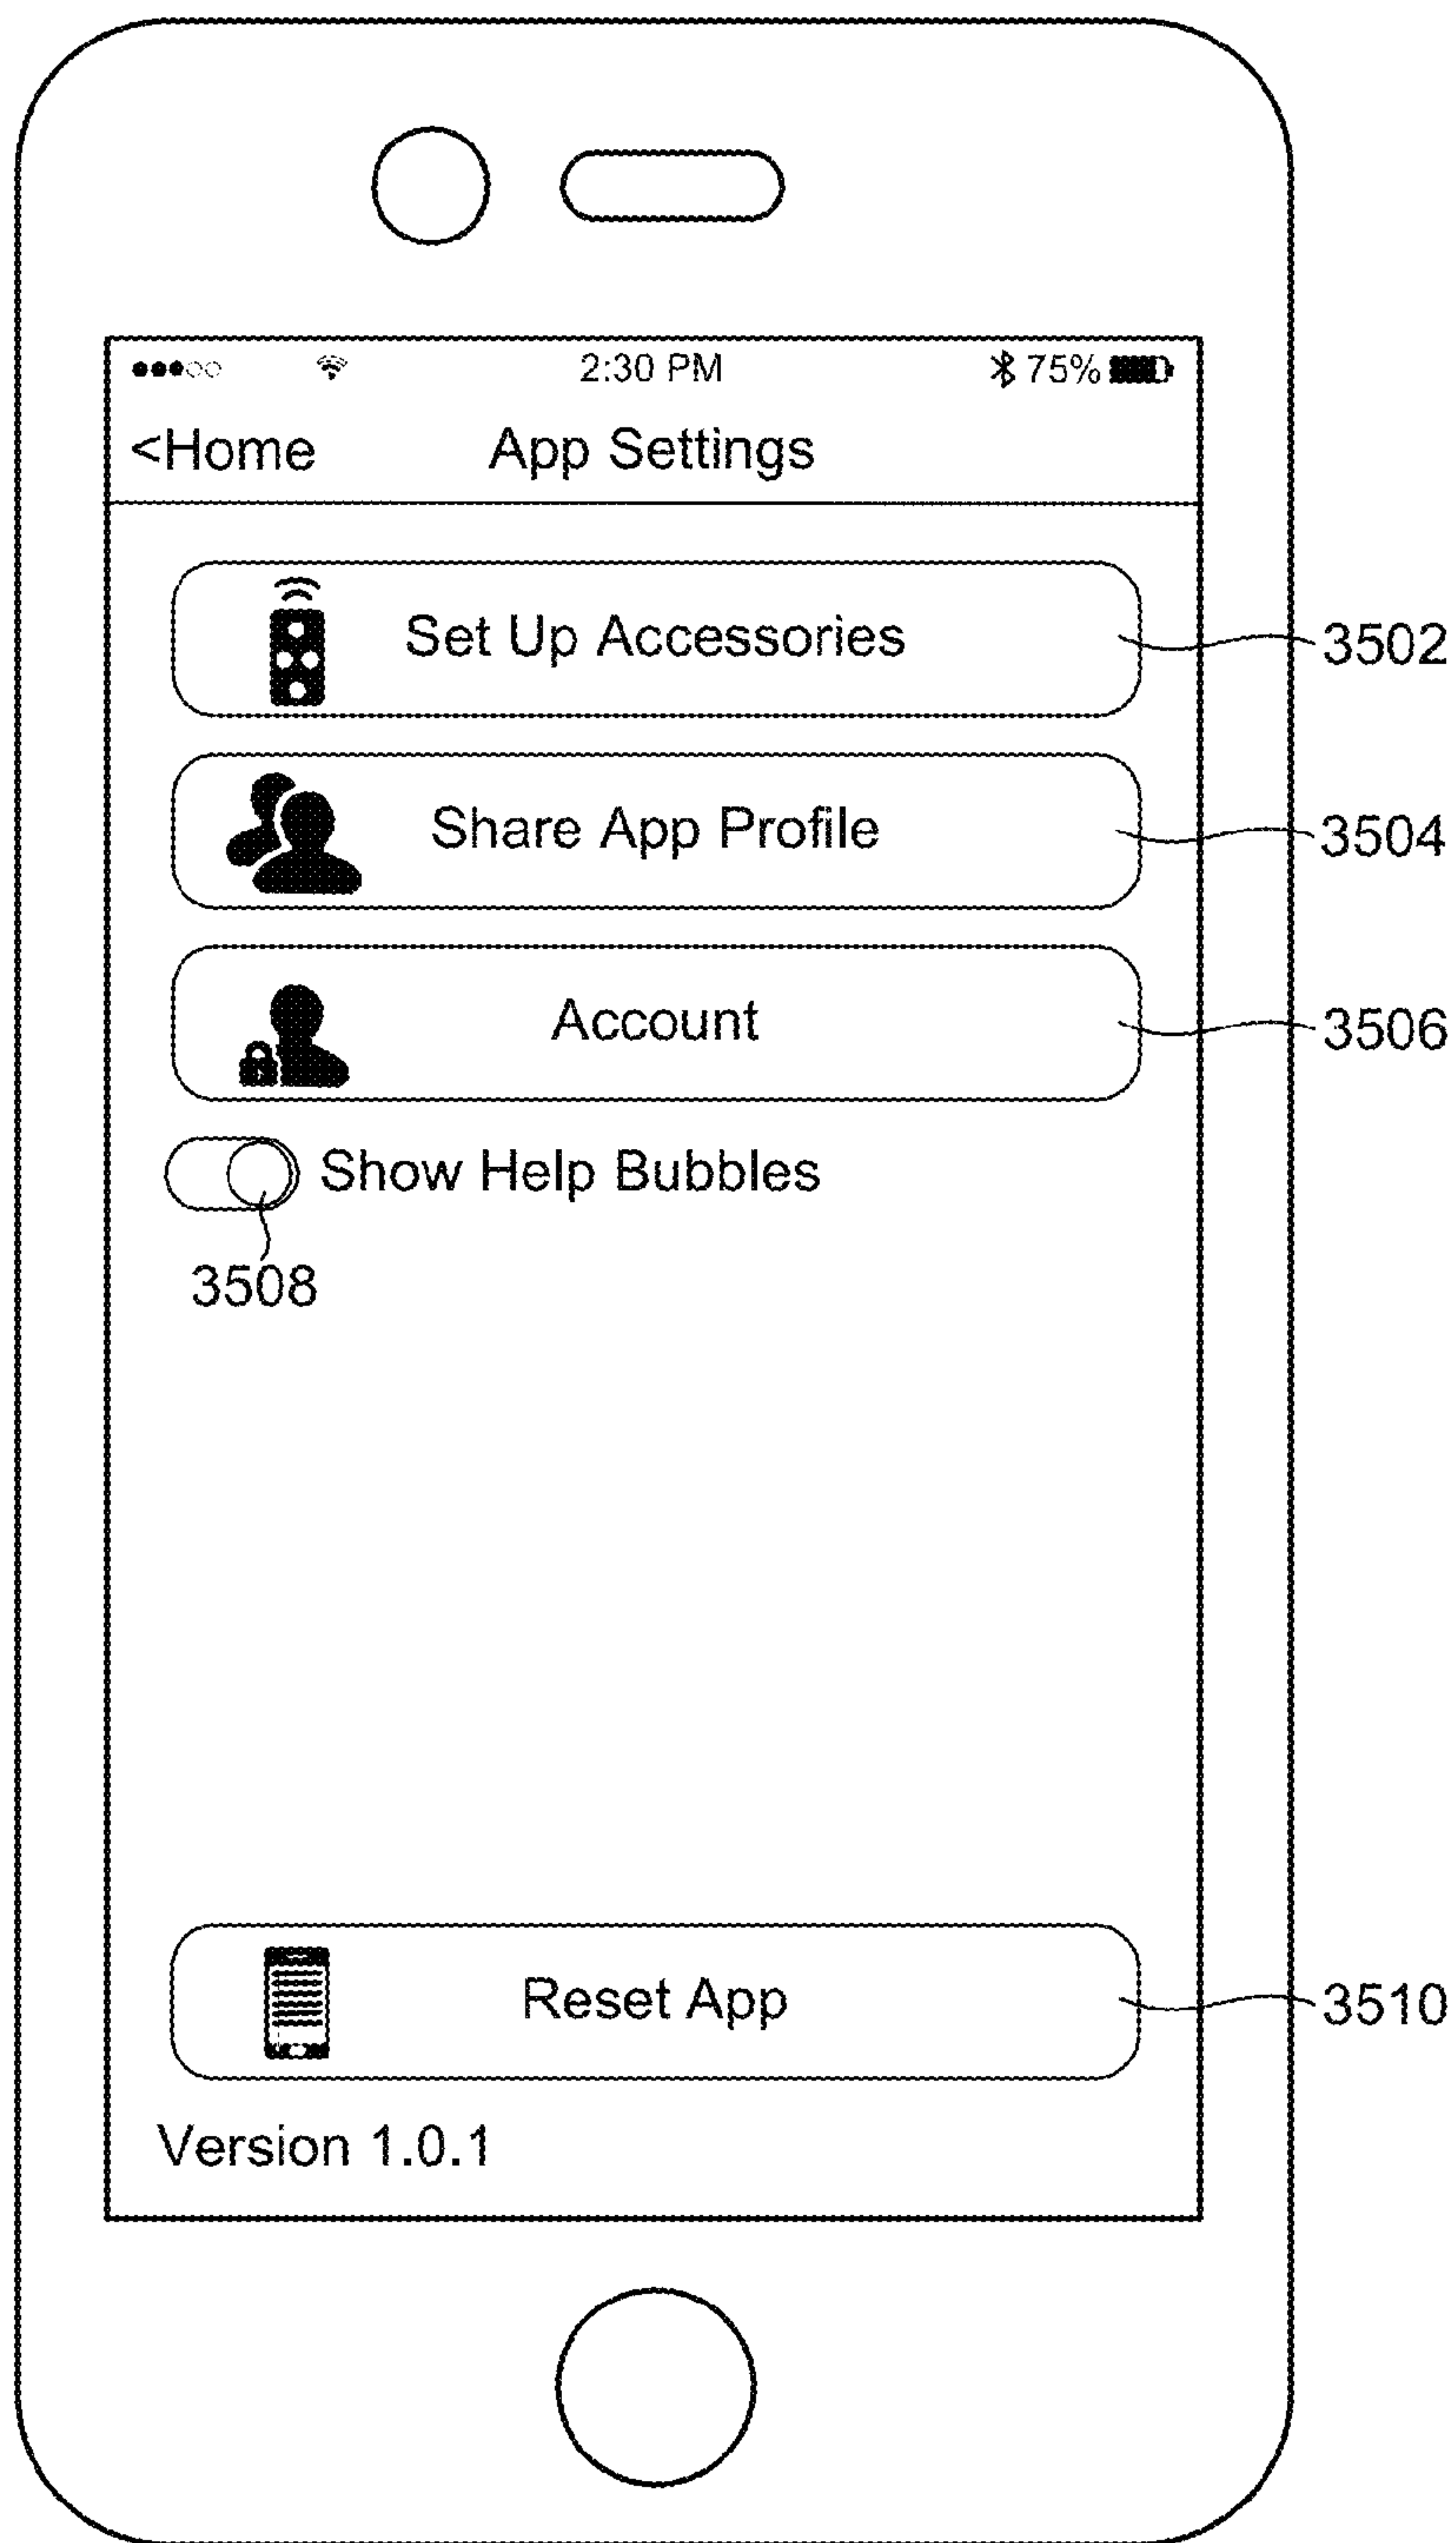 2:30 PM 75%
<Home App Settings
Set Up Accessories 3502
Share App Profile 3504
Account 3506
Show Help Bubbles
3508
Reset App 3510
Version 1.0.1